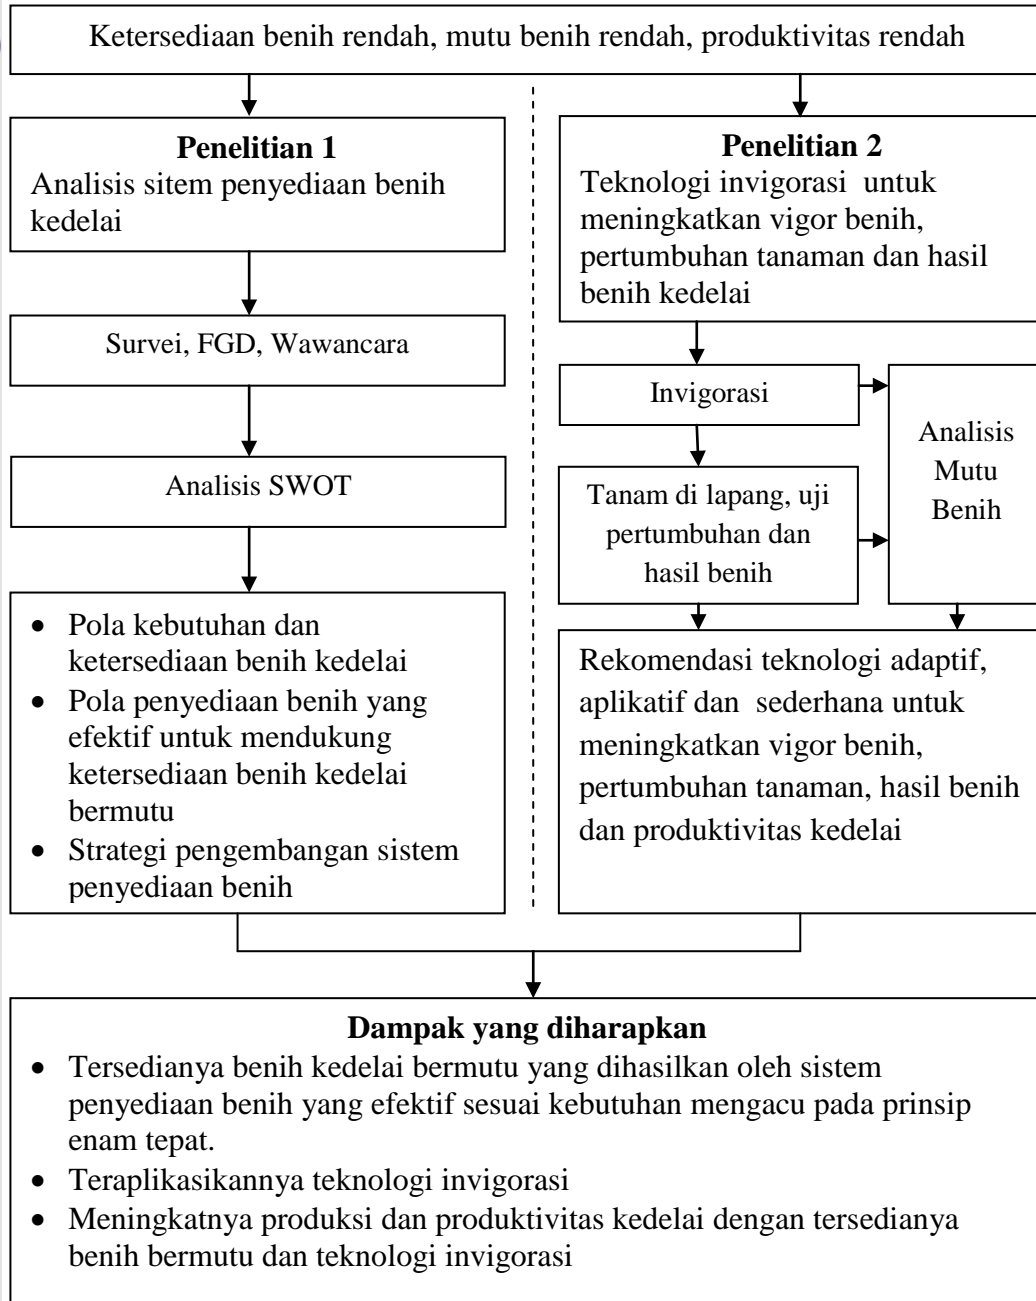 Ketersediaan benih rendah, mutu benih rendah, produktivitas rendah
Penelitian 1
Analisis sitem penyediaan benih
kedelai
Survei, FGD, Wawancara
Analisis SWOT
• Pola kebutuhan dan
ketersediaan benih kedelai
• Pola penyediaan benih yang
efektif untuk mendukung
ketersediaan benih kedelai
bermutu
• Strategi pengembangan sistem
penyediaan benih
Penelitian 2
Teknologi invigorasi untuk
meningkatkan vigor benih,
pertumbuhan tanaman dan hasil
benih kedelai
Invigorasi
Tanam di lapang, uji
pertumbuhan dan
hasil benih
Analisis
Mutu
Benih
Rekomendasi teknologi adaptif,
aplikatif dan sederhana untuk
meningkatkan vigor benih,
pertumbuhan tanaman, hasil benih
dan produktivitas kedelai
Dampak yang diharapkan
• Tersedianya benih kedelai bermutu yang dihasilkan oleh sistem
penyediaan benih yang efektif sesuai kebutuhan mengacu pada prinsip
enam tepat.
• Teraplikasikannya teknologi invigorasi
• Meningkatnya produksi dan produktivitas kedelai dengan tersedianya
benih bermutu dan teknologi invigorasi